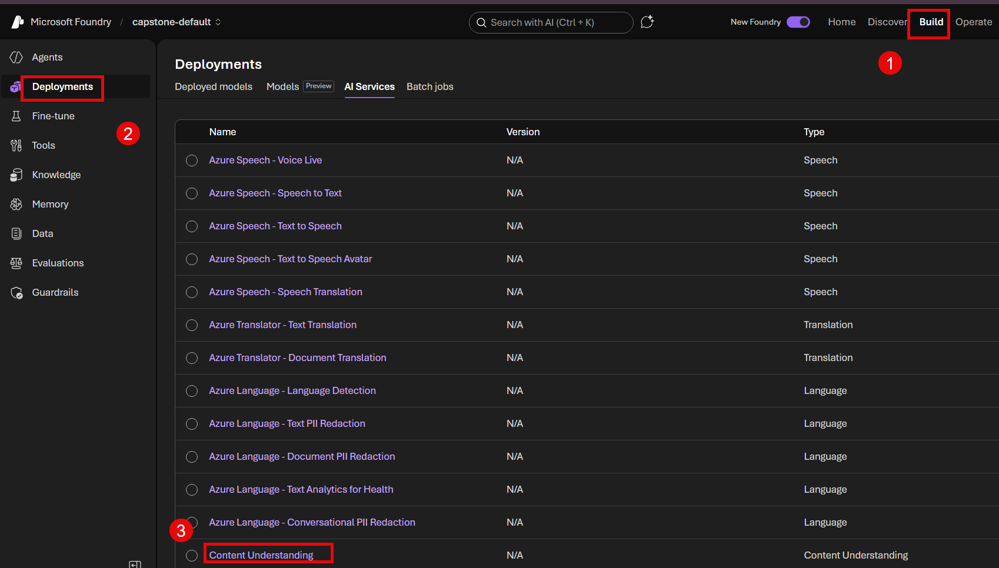 Microsoft Foundry / capstone-default
Search with AI (Ctrl + K)
New Foundry
Home Discover Build Operate
1
Agents
Deployments
2
Fine-tune
Tools
Knowledge
Memory
Data
Evaluations
Guardrails
Deployments
Deployed models Models Preview AI Services Batch jobs
Name Version Type
Azure Speech - Voice Live N/A Speech
Azure Speech - Speech to Text N/A Speech
Azure Speech - Text to Speech N/A Speech
Azure Speech - Text to Speech Avatar N/A Speech
Azure Speech - Speech Translation N/A Speech
Azure Translator - Text Translation N/A Translation
Azure Translator - Document Translation N/A Translation
Azure Language - Language Detection N/A Language
Azure Language - Text PII Redaction N/A Language
Azure Language - Document PII Redaction N/A Language
Azure Language - Text Analytics for Health N/A Language
Azure Language - Conversational PII Redaction N/A Language
3
Content Understanding N/A Content Understanding